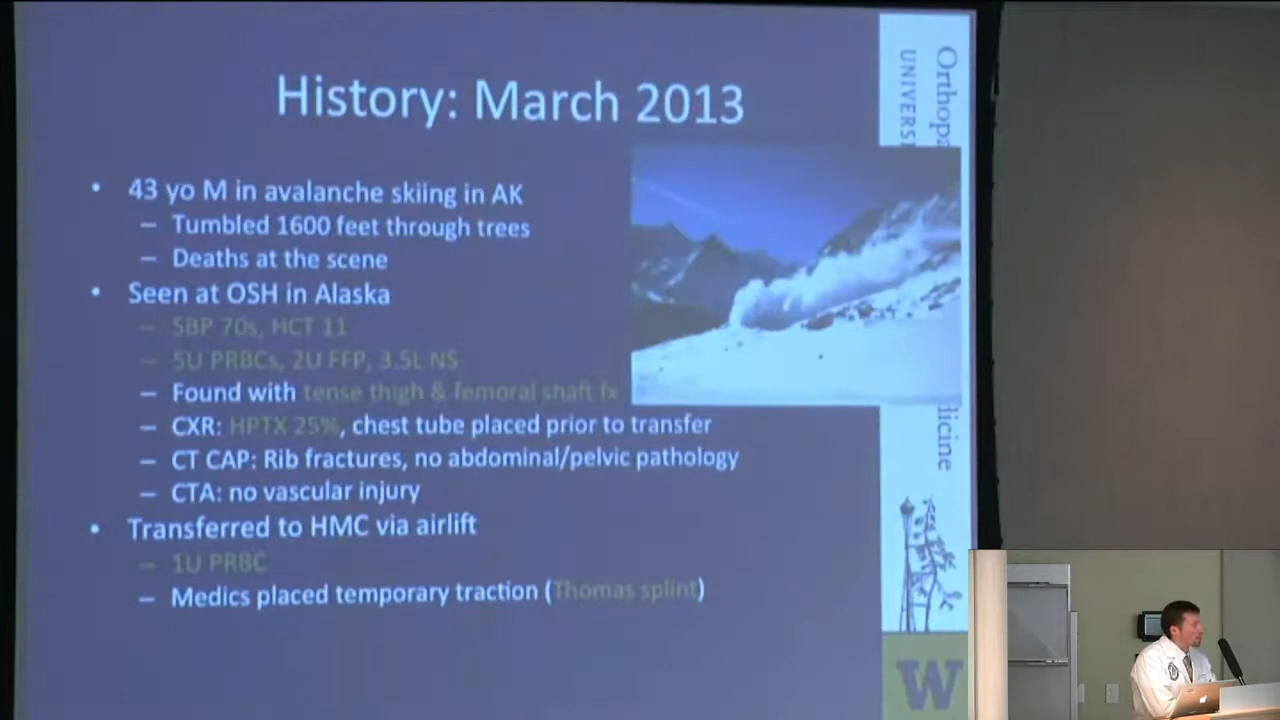 History: March 2013
• 43 yo M in avalanche skiing in AK
– Tumbled 1600 feet through trees
– Deaths at the scene
• Seen at OSH in Alaska
– SBP 70s, HCT 11
– 5U PRBCs, 2U FFP, 3.5L NS
– Found with tense thigh & femoral shaft fx
– CXR: HPTX 25%, chest tube placed prior to transfer
– CT CAP: Rib fractures, no abdominal/pelvic pathology
– CTA: no vascular injury
• Transferred to HMC via airlift
– 1U PRBC
– Medics placed temporary traction (Thomas splint)
Orthopa
UNIVERSI
dicine
W